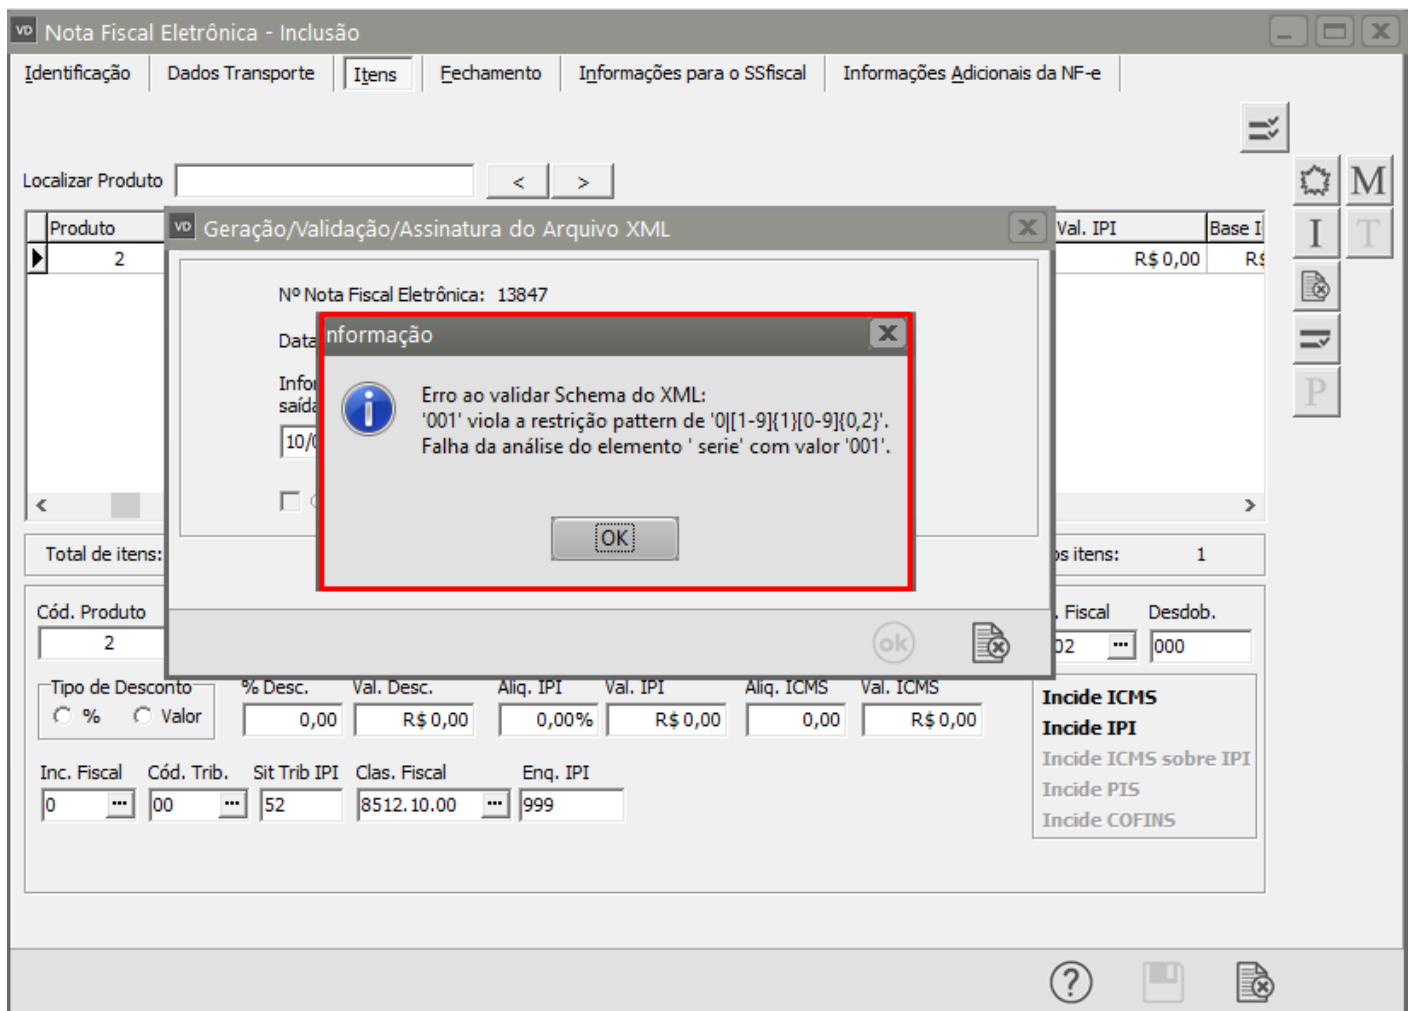 VD Nota Fiscal Eletrônica - Inclusão
Identificação Dados Transporte Itens Fechamento Informações para o SSfiscal Informações Adicionais da NF-e
Localizar Produto < >
M
Produto
VD Geração/Validação/Assinatura do Arquivo XML
Val. IPI Base
I T
2 R$ 0,00
Nº Nota Fiscal Eletrônica: 13847
Data
nformação
Erro ao validar Schema do XML:
'001' viola a restrição pattern de '0|[1-9]{1}[0-9]{0,2}'.
Falha da análise do elemento ' serie' com valor '001'.
P
10/
< >
OK
Total de itens: os itens: 1
Cód. Produto . Fiscal Desdob.
2 02 ... 000
ok
Tipo de Desconto % Desc. Val. Desc. Aliq. IPI Val. IPI Aliq. ICMS Val. ICMS
% Valor 0,00 R$ 0,00 0,00% R$ 0,00 0,00 R$ 0,00
Incide ICMS
Incide IPI
Incide ICMS sobre IPI
Incide PIS
Incide COFINS
Inc. Fiscal Cód. Trib. Sit Trib IPI Clas. Fiscal Enq. IPI
0 ... 00 ... 52 8512.10.00 ... 999
?